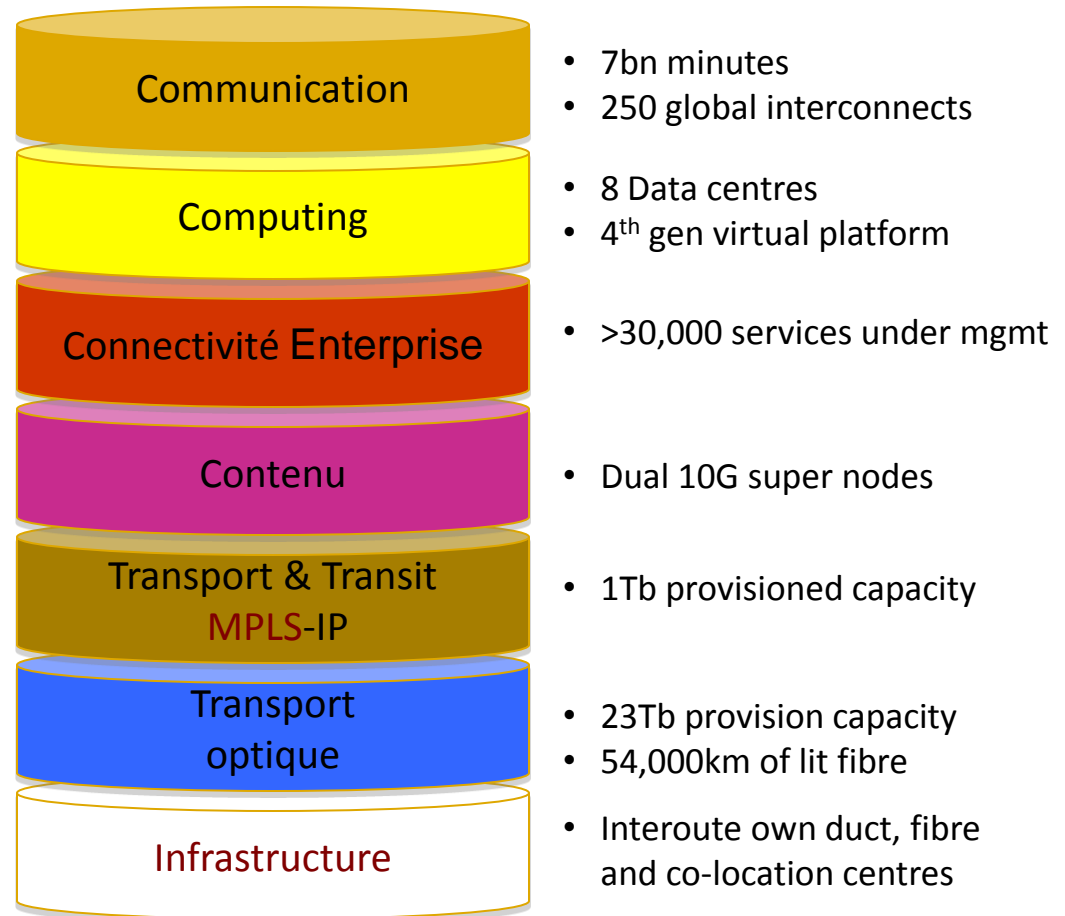 Communication
• 7bn minutes
• 250 global interconnects
Computing
• 8 Data centres
• 4th gen virtual platform
Connectivité Enterprise
• >30,000 services under mgmt
Contenu
• Dual 10G super nodes
Transport & Transit
MPLS-IP
• 1Tb provisioned capacity
Transport
optique
• 23Tb provision capacity
• 54,000km of lit fibre
Infrastructure
• Interoute own duct, fibre
and co-location centres